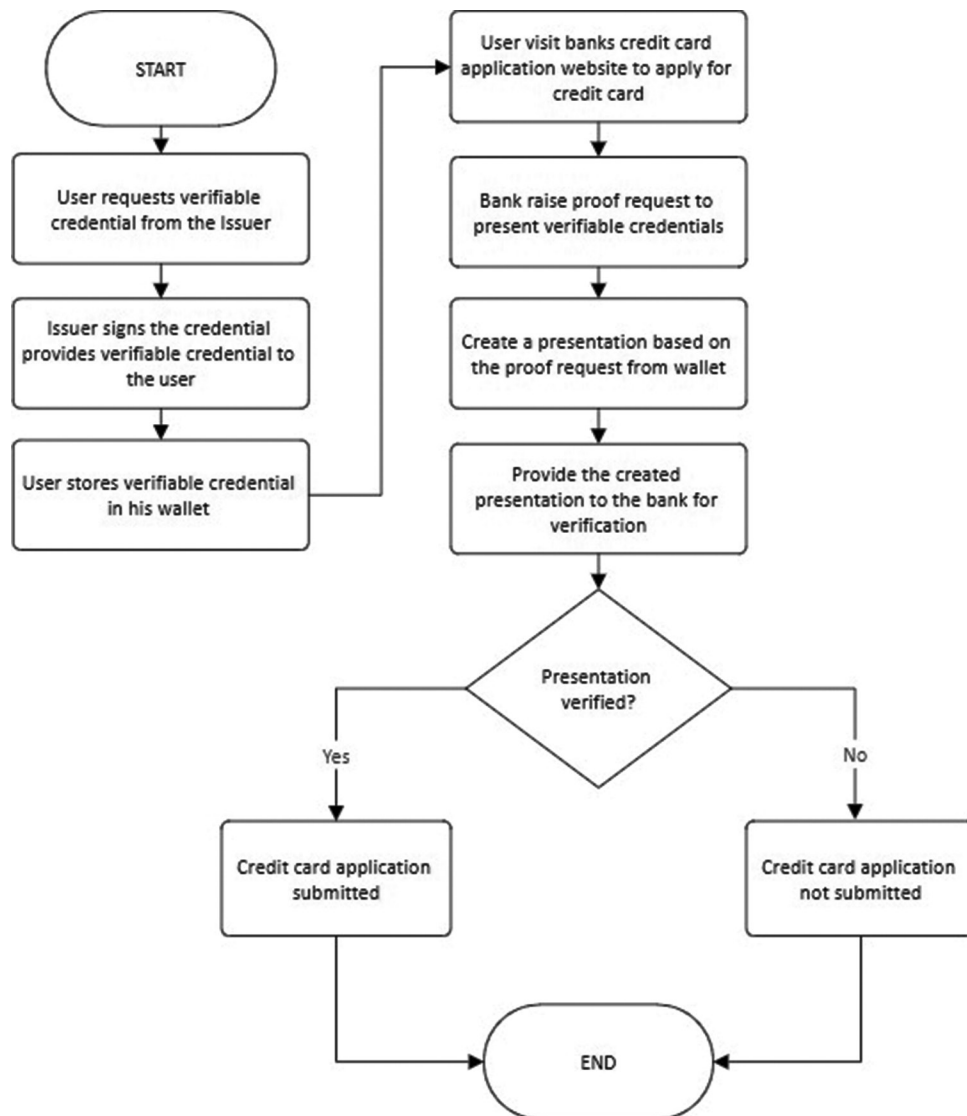 START
User requests verifiable
credential from the Issuer
Issuer signs the credential
provides verifiable credential to
the user
User stores verifiable credential
in his wallet
User visit banks credit card
application website to apply for
credit card
Bank raise proof request to
present verifiable credentials
Create a presentation based on
the proof request from wallet
Provide the created
presentation to the bank for
verification
Presentation
verified?
Yes
No
Credit card application
submitted
Credit card application
not submitted
END